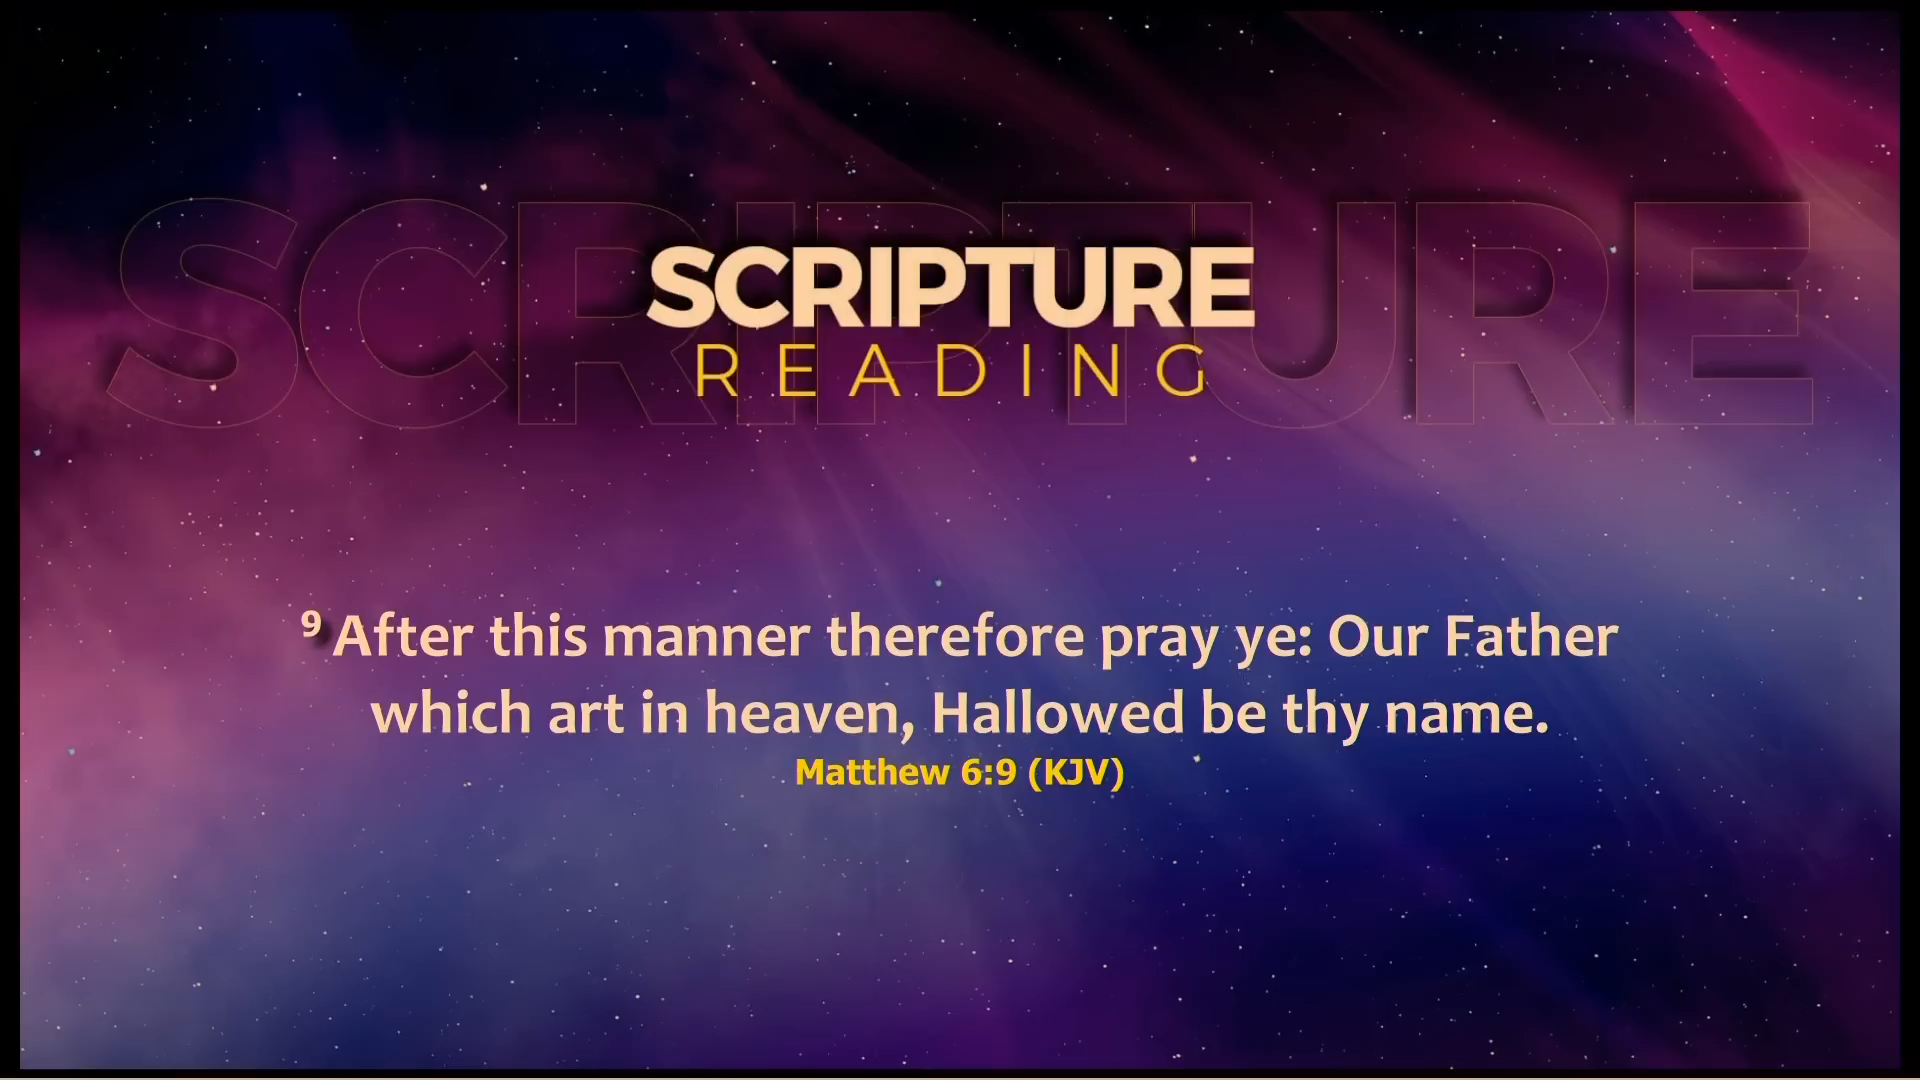 SCRIPTURE
SCRIPTURE
READING
⁹ After this manner therefore pray ye: Our Father
which art in heaven, Hallowed be thy name.
Matthew 6:9 (KJV)